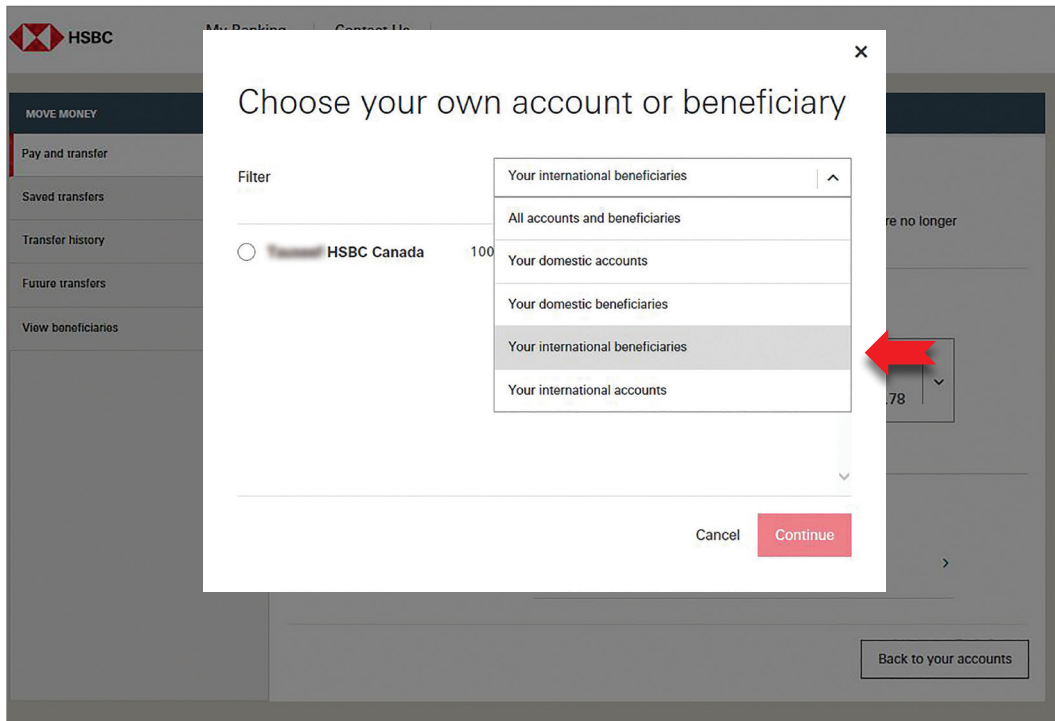 HSBC
My Banking
Contact Us
MOVE MONEY
Pay and transfer
Saved transfers
Transfer history
Future transfers
View beneficiaries
Choose your own account or beneficiary
Filter
Your international beneficiaries
All accounts and beneficiaries
Your domestic accounts
Your domestic beneficiaries
Your international beneficiaries
Your international accounts
HSBC Canada 100
re no longer
.78
Cancel Continue
Back to your accounts